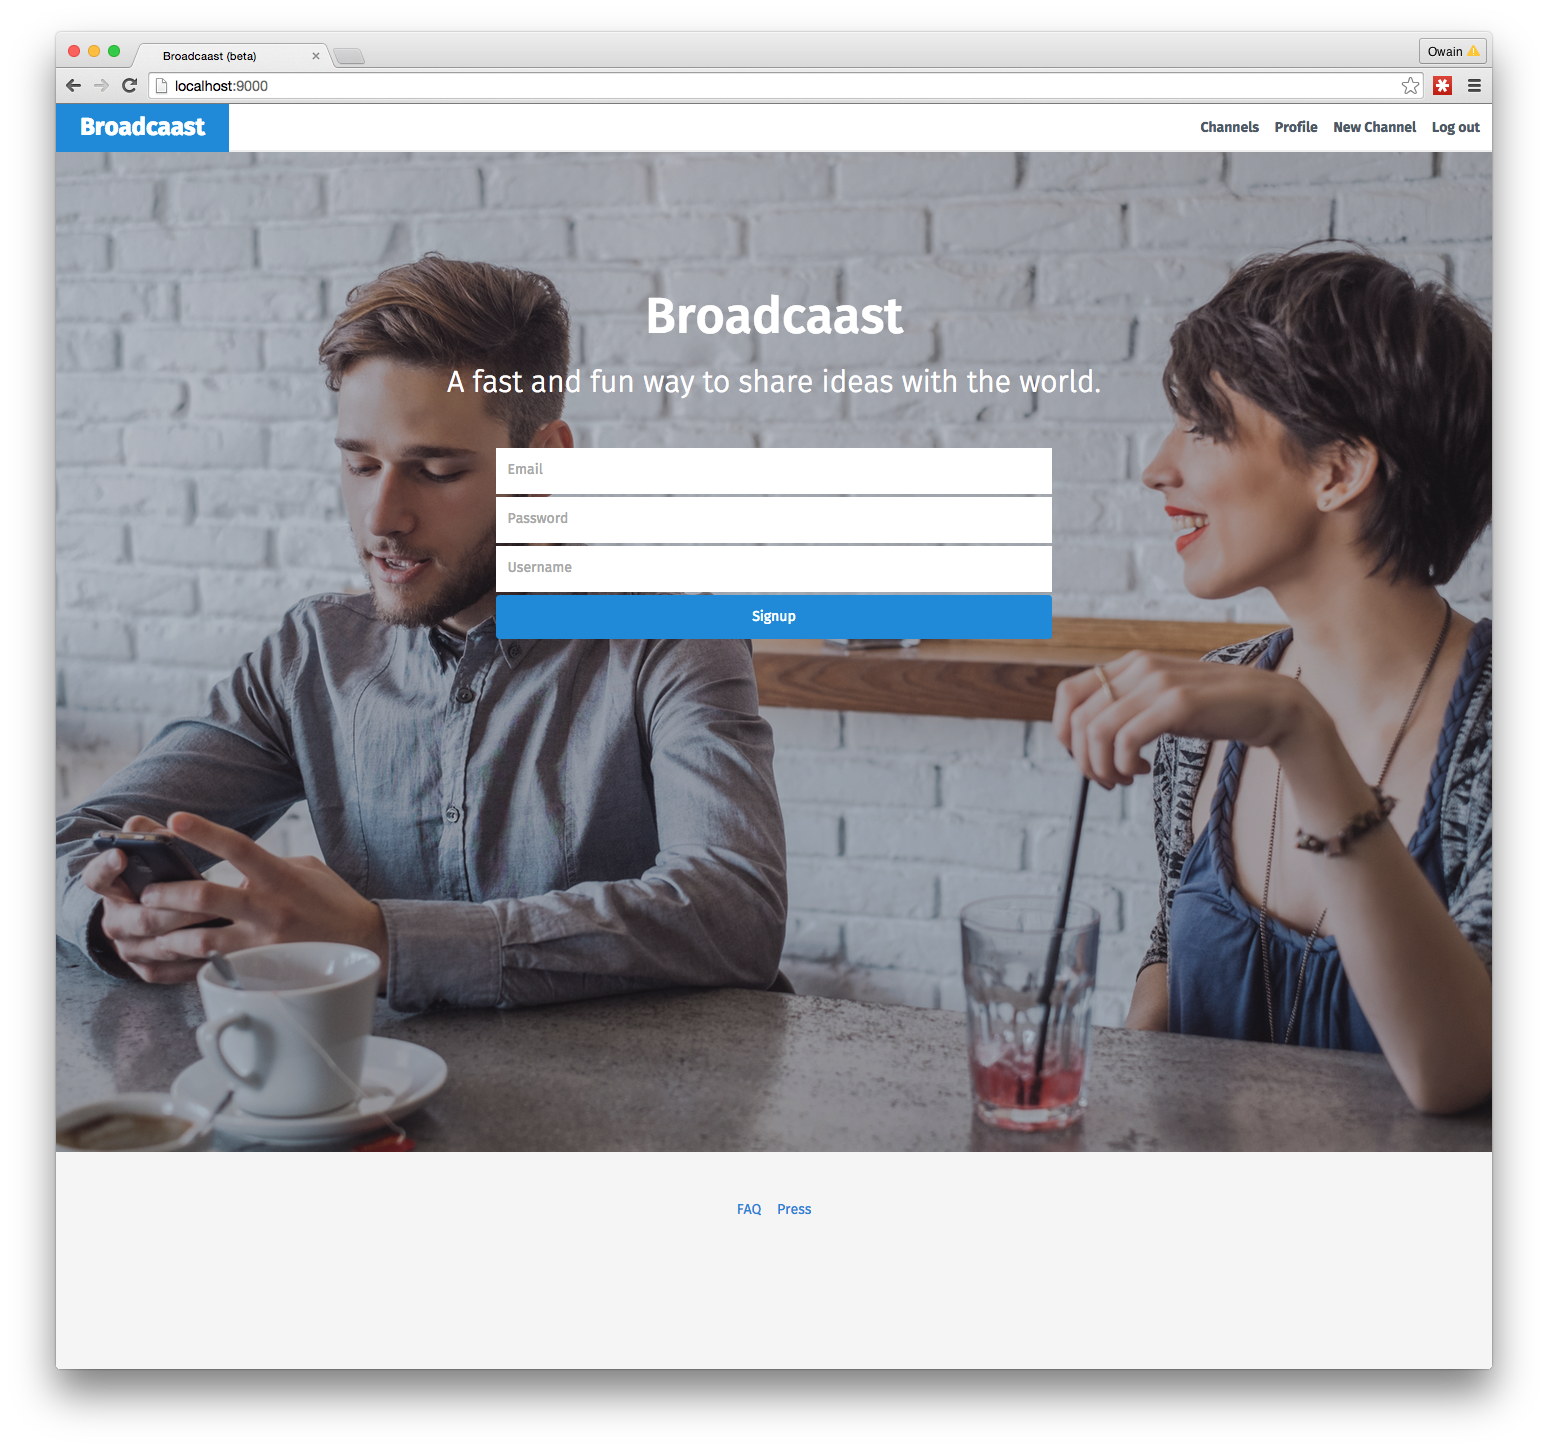 Broadcaast (beta)
Owain
localhost:9000
Broadcaast
Channels Profile New Channel Log out
Broadcaast
A fast and fun way to share ideas with the world.
Email
Password
Username
Signup
FAQ Press